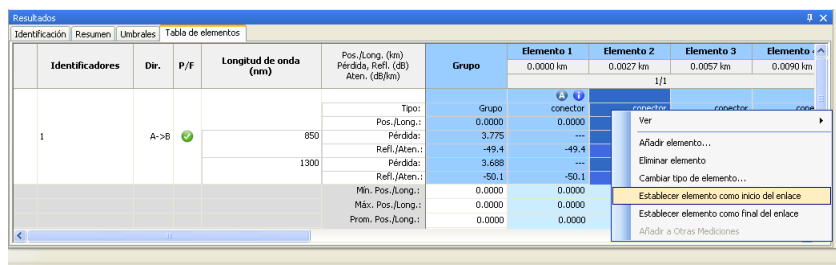 Resultados
Identificación Resumen Umbrales Tabla de elementos
Identificadores Dir. P/F Longitud de onda (nm) Pos./Long. (km) Pérdida, Refl. (dB) Aten. (dB/km) Grupo Elemento 1 Elemento 2 Elemento 3 Elemento
0.0000 km 0.0027 km 0.0057 km 0.0090 km
1/1
A i
Tipo: Grupo conector conector conector
Pos./Long.: 0.0000 0.0000
1 A->B 850 Pérdida: 3.775 ---
Refl./Aten.: -49.4 -49.4
1300 Pérdida: 3.688 ---
Refl./Aten.: -50.1 -50.1
Mín. Pos./Long.: 0.0000 0.0000
Máx. Pos./Long.: 0.0000 0.0000
Prom. Pos./Long.: 0.0000 0.0000
Ver
Añadir elemento...
Eliminar elemento
Cambiar tipo de elemento...
Establecer elemento como inicio del enlace
Establecer elemento como final del enlace
Añadir a Otras Mediciones